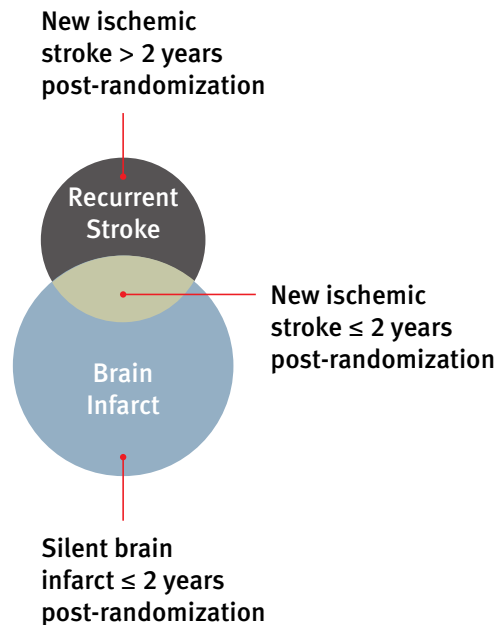 New ischemic
stroke > 2 years
post-randomization
Recurrent
Stroke
New ischemic
stroke ≤ 2 years
post-randomization
Brain
Infarct
Silent brain
infarct ≤ 2 years
post-randomization